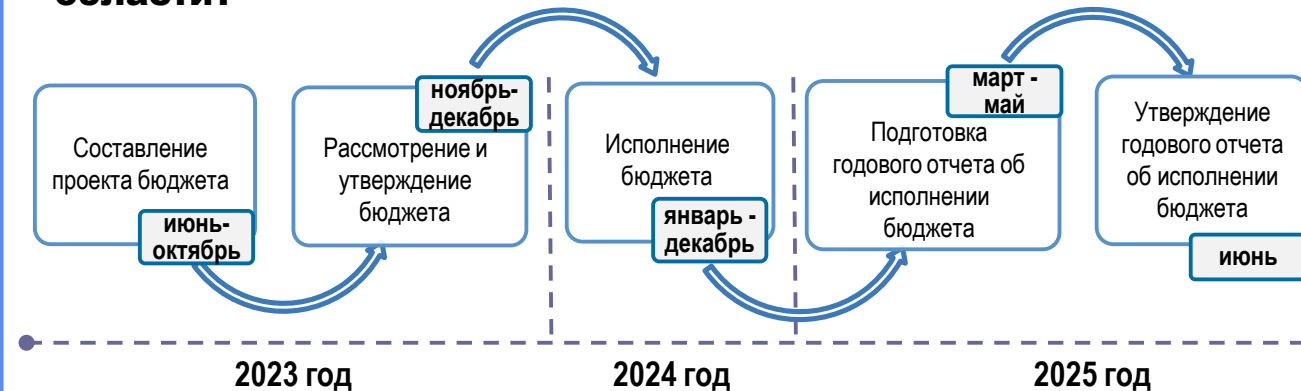 Составление
проекта бюджета
июнь-
октябрь
ноябрь-
декабрь
Рассмотрение и
утверждение
бюджета
Исполнение
бюджета
январь -
декабрь
март -
май
Подготовка
годового отчета об
исполнении
бюджета
Утверждение
годового отчета
об исполнении
бюджета
июнь
2023 год
2024 год
2025 год